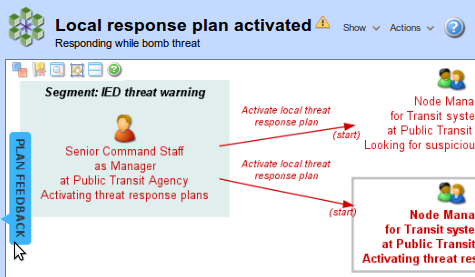 Local response plan activated
Show
Actions
?
Responding while bomb threat
Segment: IED threat warning
Senior Command Staff
as Manager
at Public Transit Agency
Activating threat response plans
Activate local threat
response plan
(start)
Activate local threat
response plan
(start)
Node Mana
for Transit syste
at Public Transit
Looking for suspiciou
Node Mana
for Transit syste
at Public Transi
Activating threat res
PLAN FEEDBACK